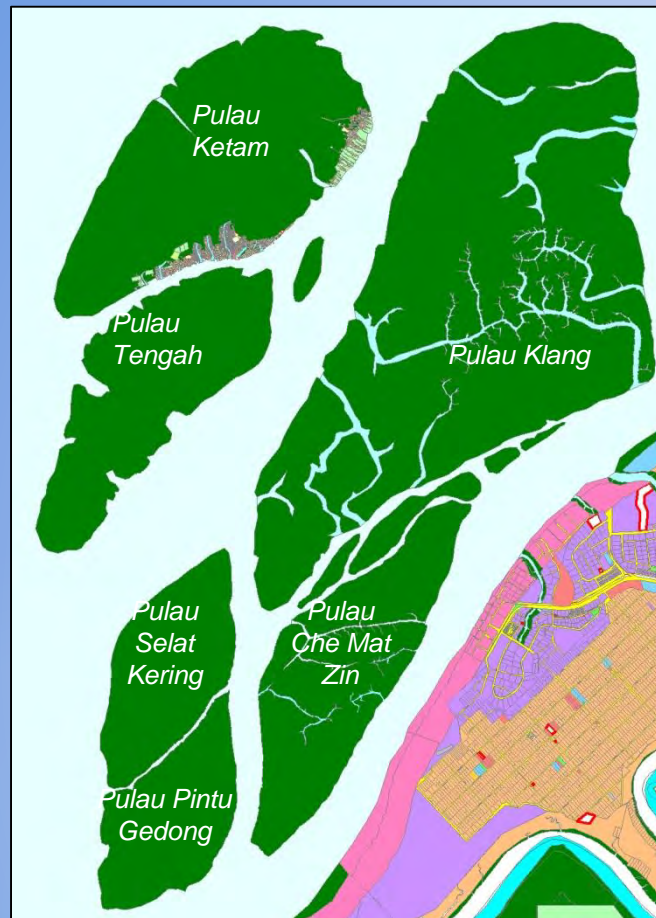 Pulau
Ketam
Pulau
Tengah
Pulau Klang
Pulau
Selat
Kering
Pulau
Che Mat
Zin
Pulau Pintu
Gedong